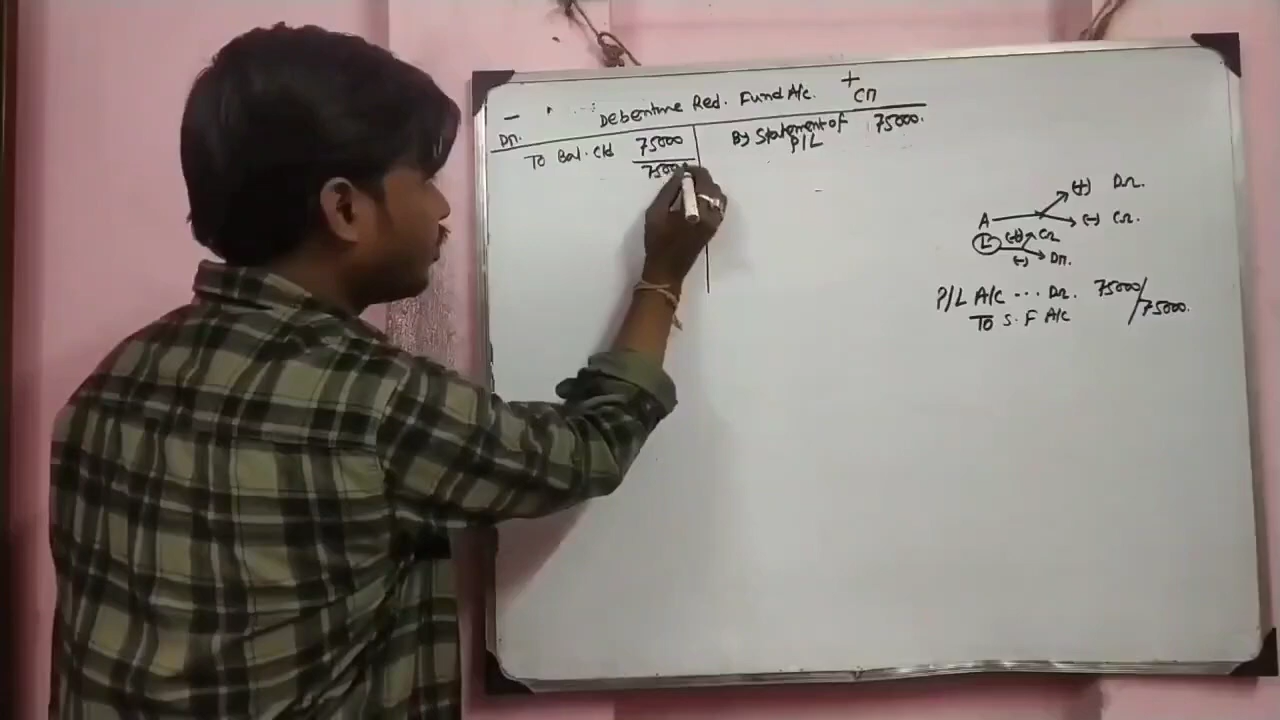 - Debenture Red. Fund A/c. + Cr
Dr.
To Bal. C/d 75000 By Statement of P/L 75000.
75000
A (+) Dr.
(-) Cr.
L (+) Cr
(-) Dr.
P/L A/c ... Dr. 75000/
To S.F A/c 75000.